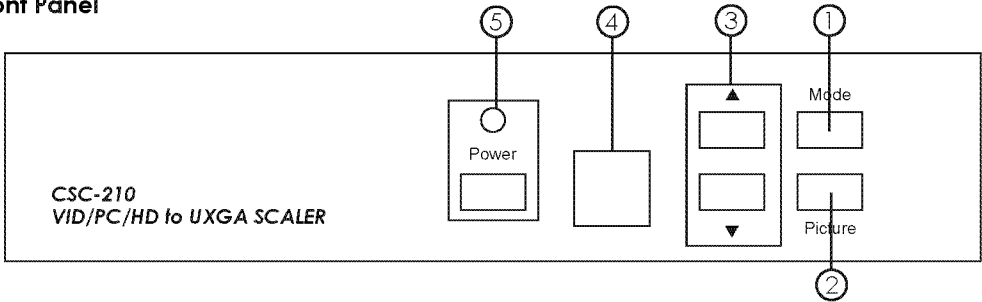 ont Panel
5 4 3 1
▲ Mode
Power
CSC-210
VID/PC/HD to UXGA SCALER
▼ Picture
2